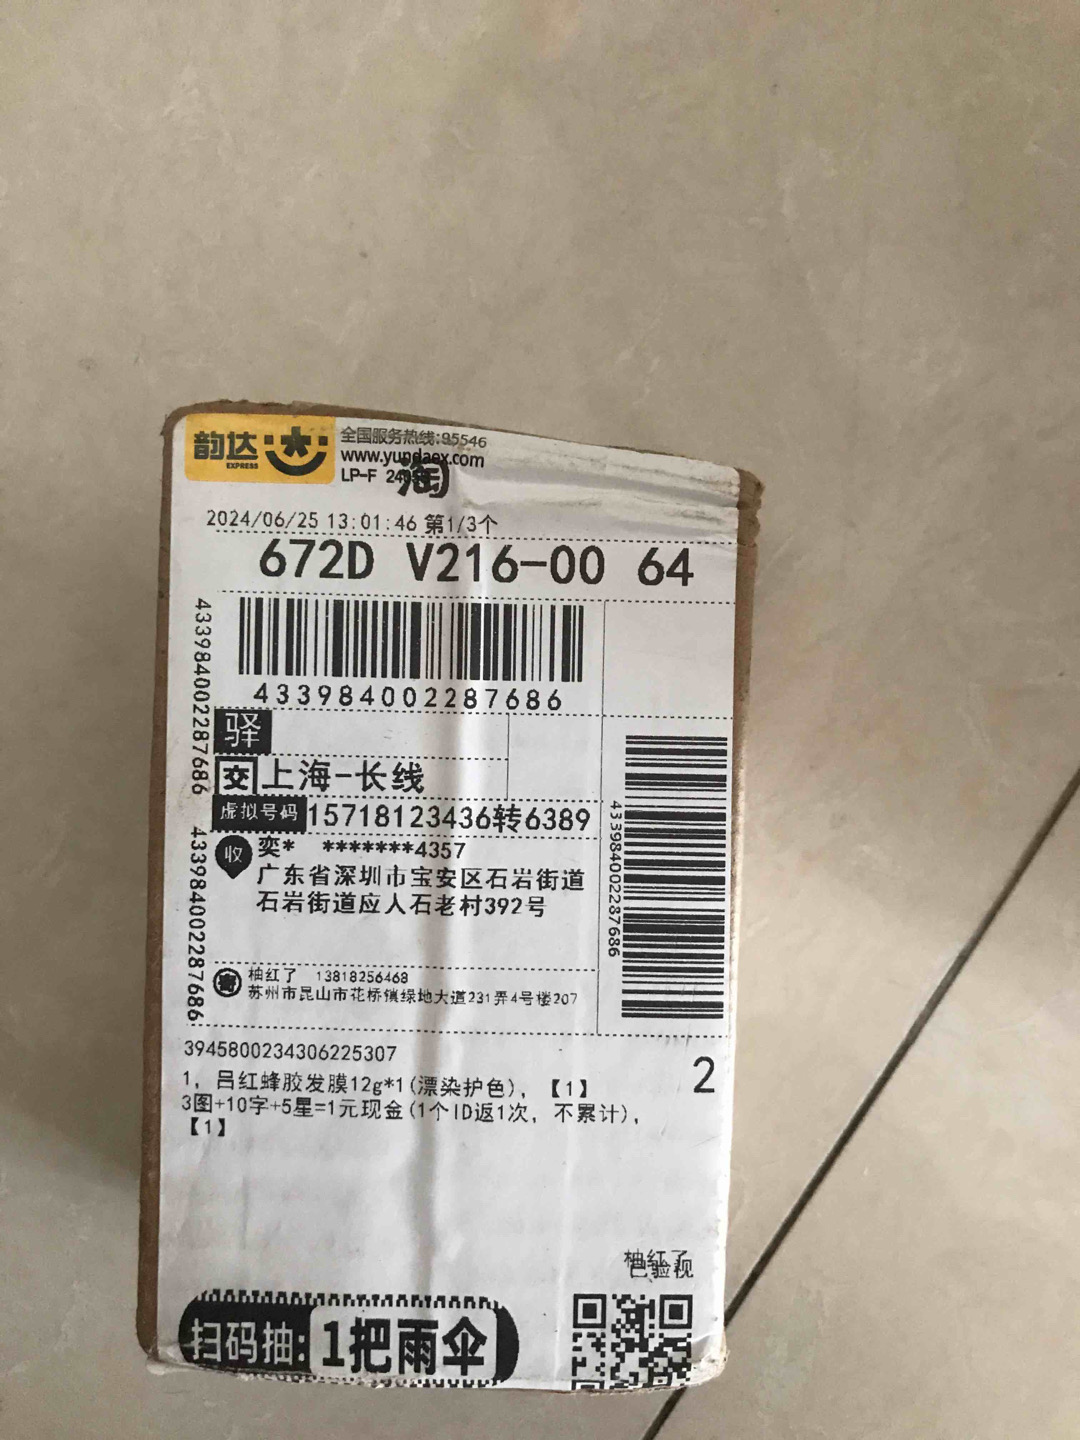 韵达
EXPRESS
全国服务热线:95546
www.yundaex.com
LP-F
淘
2024/06/25 13:01:46 第1/3个
672D V216-00 64
433984002287686
433984002287686
驿
交 上海-长线
虚拟号码 15718123436转6389
收 奕* *******4357
广东省深圳市宝安区石岩街道
石岩街道应人石老村392号
433984002287686
433984002287686
寄 柚红了 13818256468
苏州市昆山市花桥镇绿地大道231弄4号楼207
3945800234306225307
2
1, 吕红蜂胶发膜12g*1(漂染护色), 【1】
3图+10字+5星=1元现金(1个ID返1次, 不累计),
【1】
柚红了
已验视
扫码抽: 1把雨伞